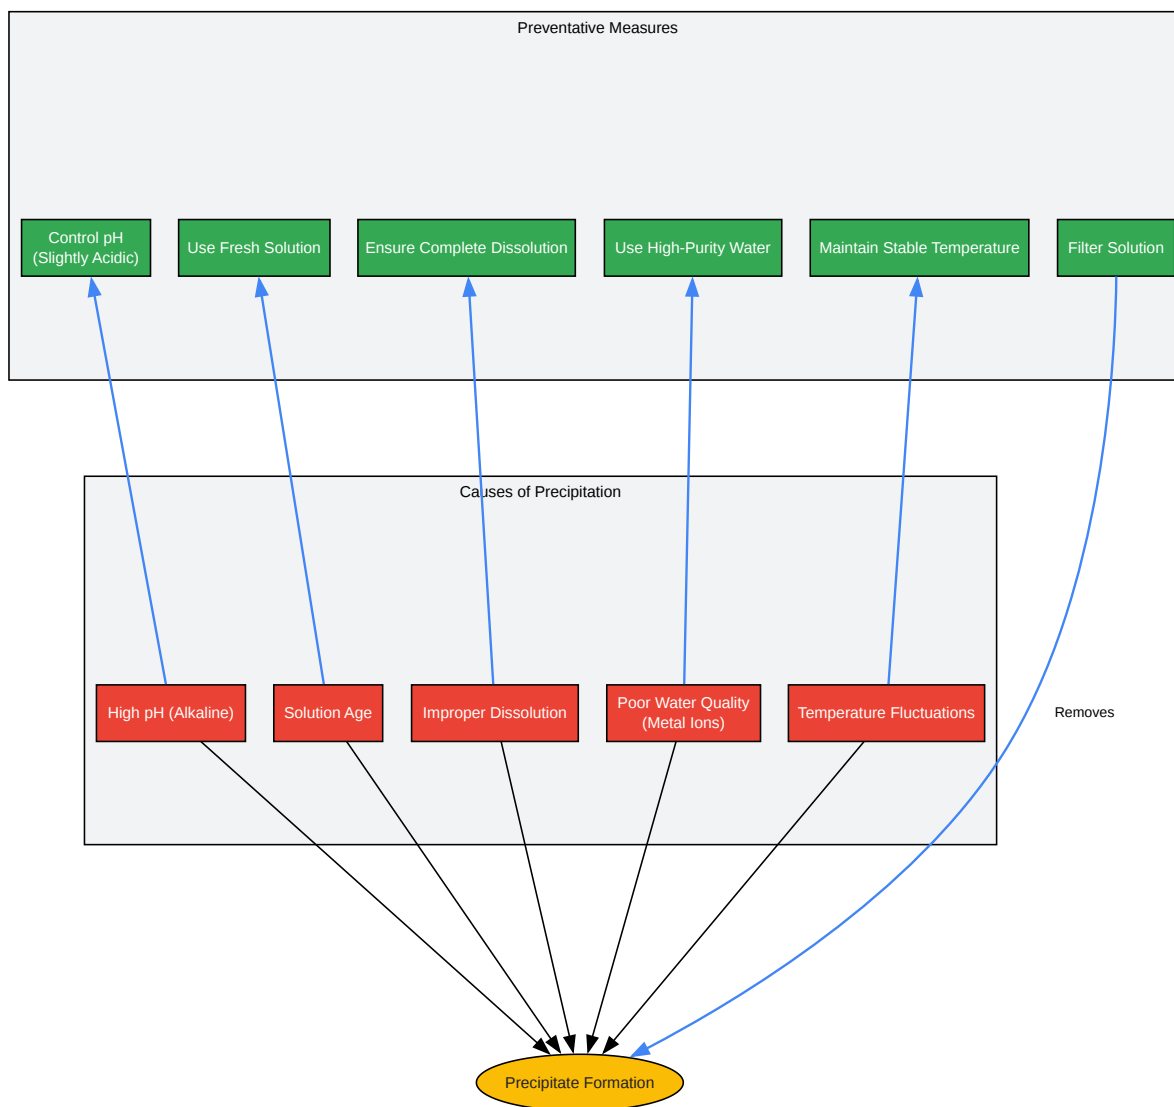 Preventative Measures
Control pH
(Slightly Acidic)
Use Fresh Solution
Ensure Complete Dissolution
Use High-Purity Water
Maintain Stable Temperature
Filter Solution
Causes of Precipitation
High pH (Alkaline)
Solution Age
Improper Dissolution
Poor Water Quality
(Metal Ions)
Temperature Fluctuations
Removes
Precipitate Formation